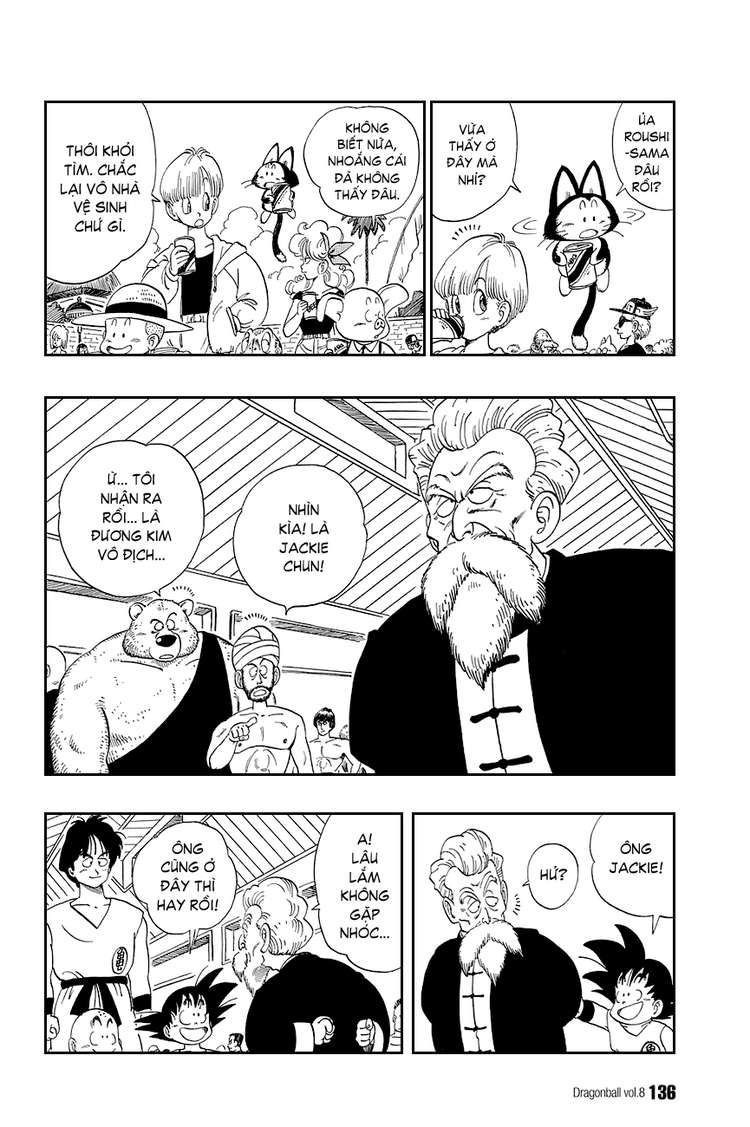 ỦA
ROUSHI
-SAMA
ĐÂU
RỒI?
VỪA
THẤY Ở
ĐÂY MÀ
NHỈ?
KHÔNG
BIẾT NỮA,
NHOÁNG CÁI
ĐÃ KHÔNG
THẤY ĐÂU.
THÔI KHỎI
TÌM. CHẮC
LẠI VÔ NHÀ
VỆ SINH
CHỨ GÌ.
NHÌN
KÌA! LÀ
JACKIE
CHUN!
Ừ... TÔI
NHẬN RA
RỒI... LÀ
ĐƯƠNG KIM
VÔ ĐỊCH...
ÔNG
JACKIE!
HỨ?
A!
LÂU
LẮM
KHÔNG
GẶP
NHÓC...
ÔNG
CŨNG Ở
ĐÂY THÌ
HAY RỒI!
Dragonball vol.8 136